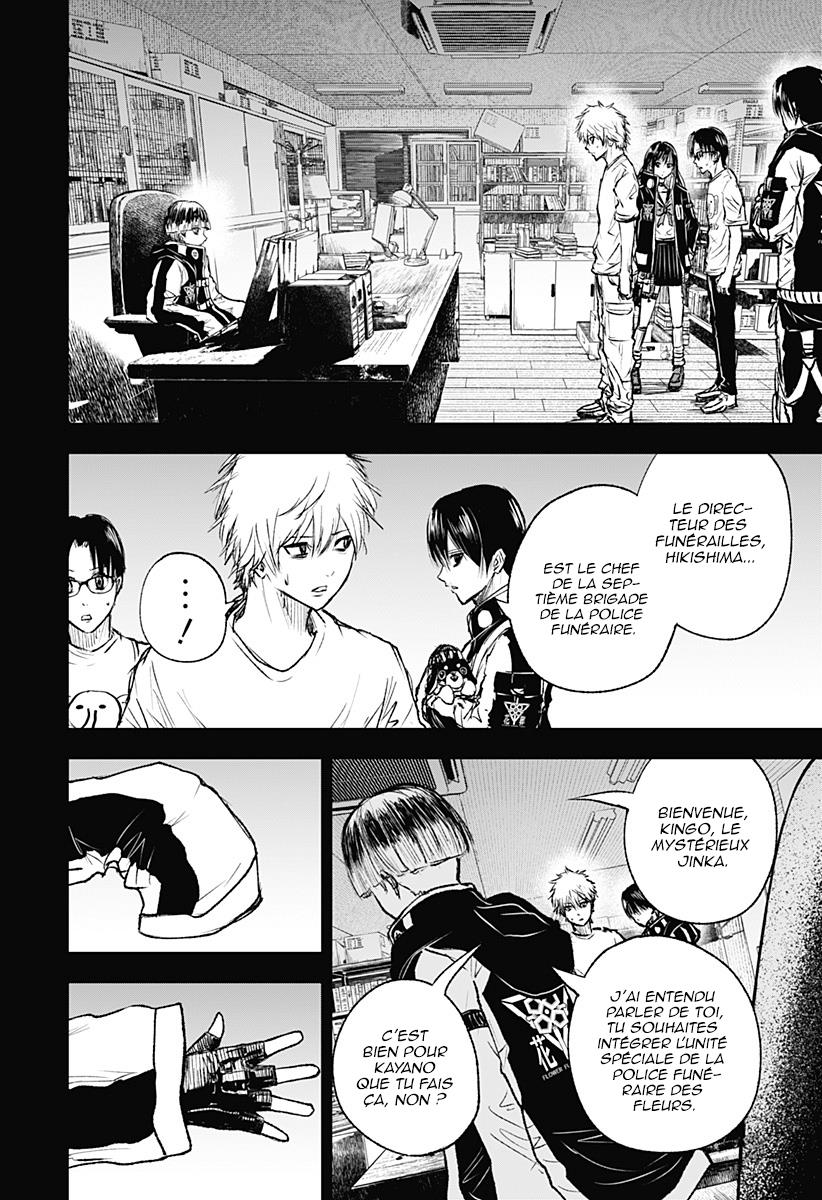 LE DIREC-
TEUR DES
FUNÉRAILLES,
HIKISHIMA...
EST LE CHEF
DE LA SEP-
TIÈME BRIGADE
DE LA POLICE
FUNÉRAIRE.
...!
BIENVENUE,
KINGO, LE
MYSTÉRIEUX
JINKA.
J'AI ENTENDU
PARLER DE TOI,
TU SOUHAITES
INTÉGRER L'UNITÉ
SPÉCIALE DE LA
POLICE FUNÉ-
RAIRE DES
FLEURS.
C'EST
BIEN POUR
KAYANO
QUE TU FAIS
ÇA, NON ?
花
FLOWER